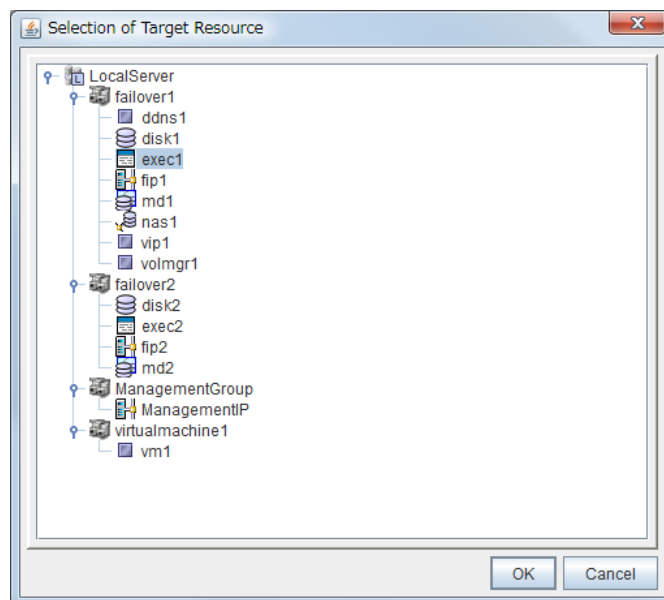 Selection of Target Resource
LocalServer
failover1
ddns1
disk1
exec1
fip1
md1
nas1
vip1
volmgr1
failover2
disk2
exec2
fip2
md2
ManagementGroup
ManagementIP
virtualmachine1
vm1
OK Cancel